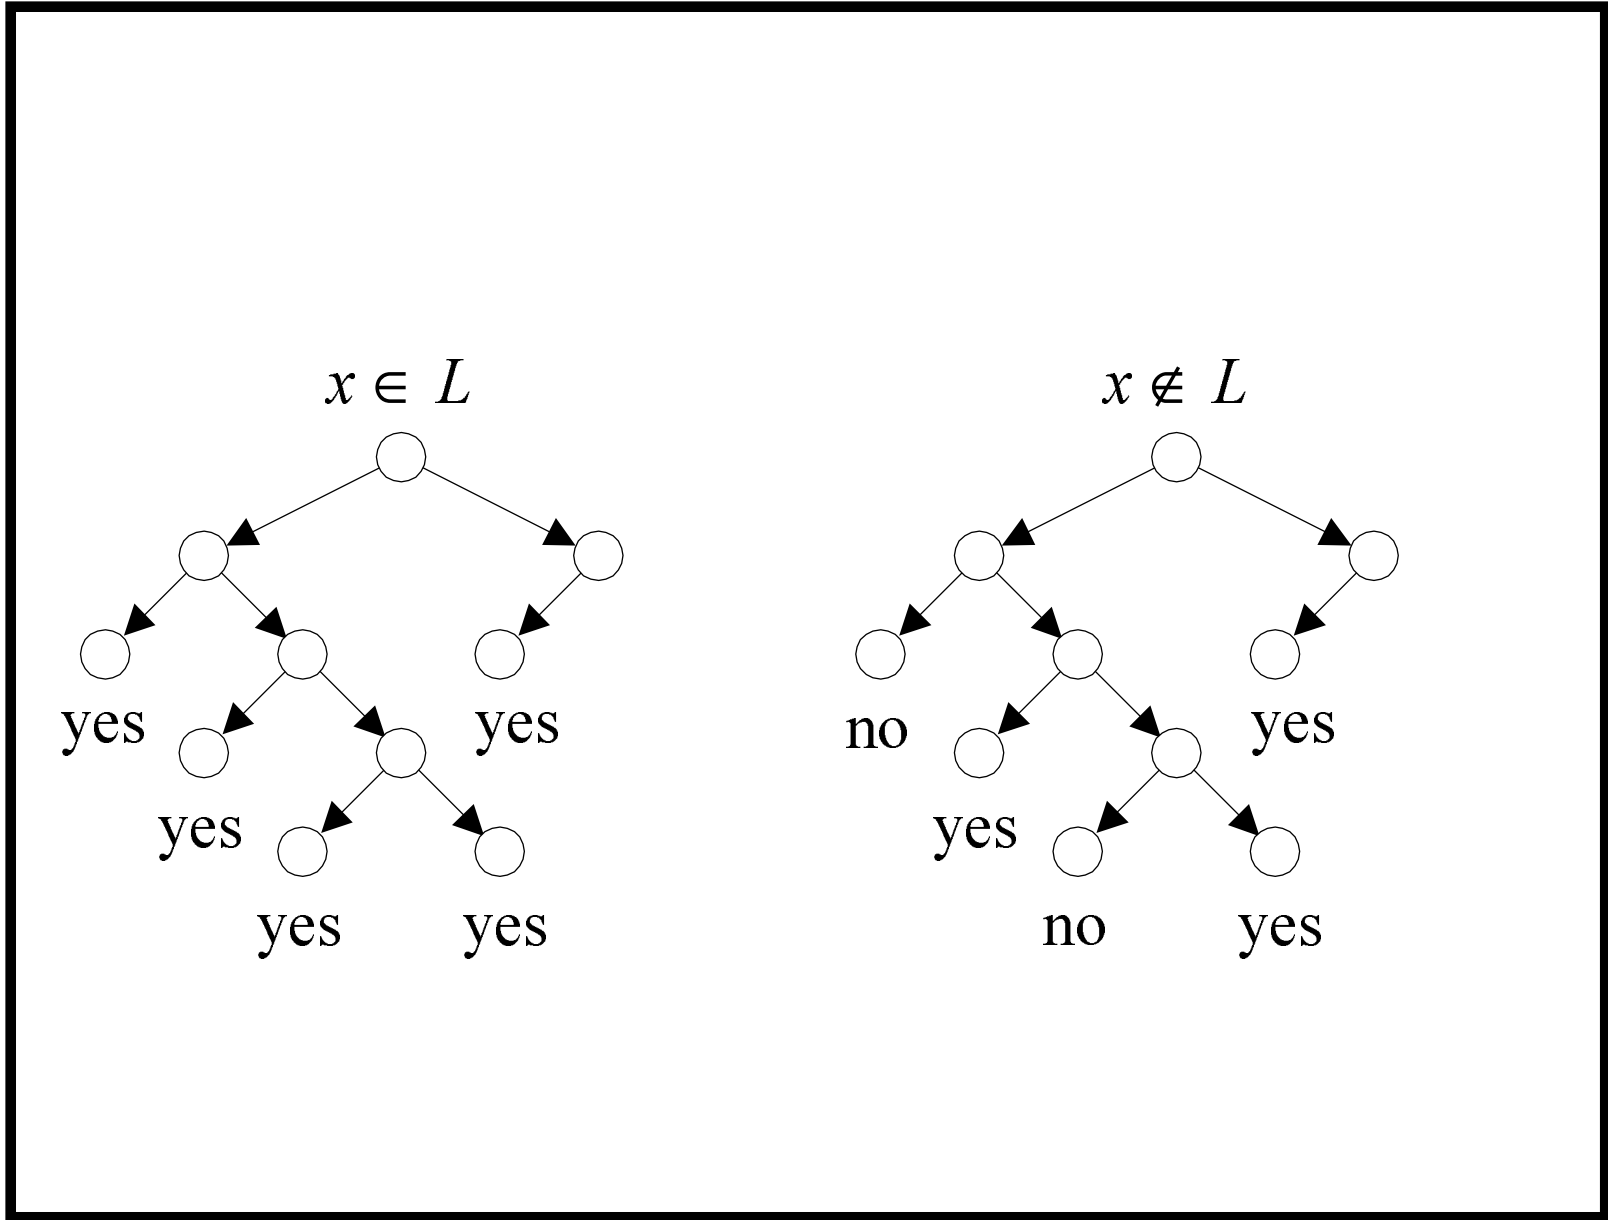 x ∈ L
yes
yes
yes
yes
yes
x ∉ L
no
yes
yes
no
yes